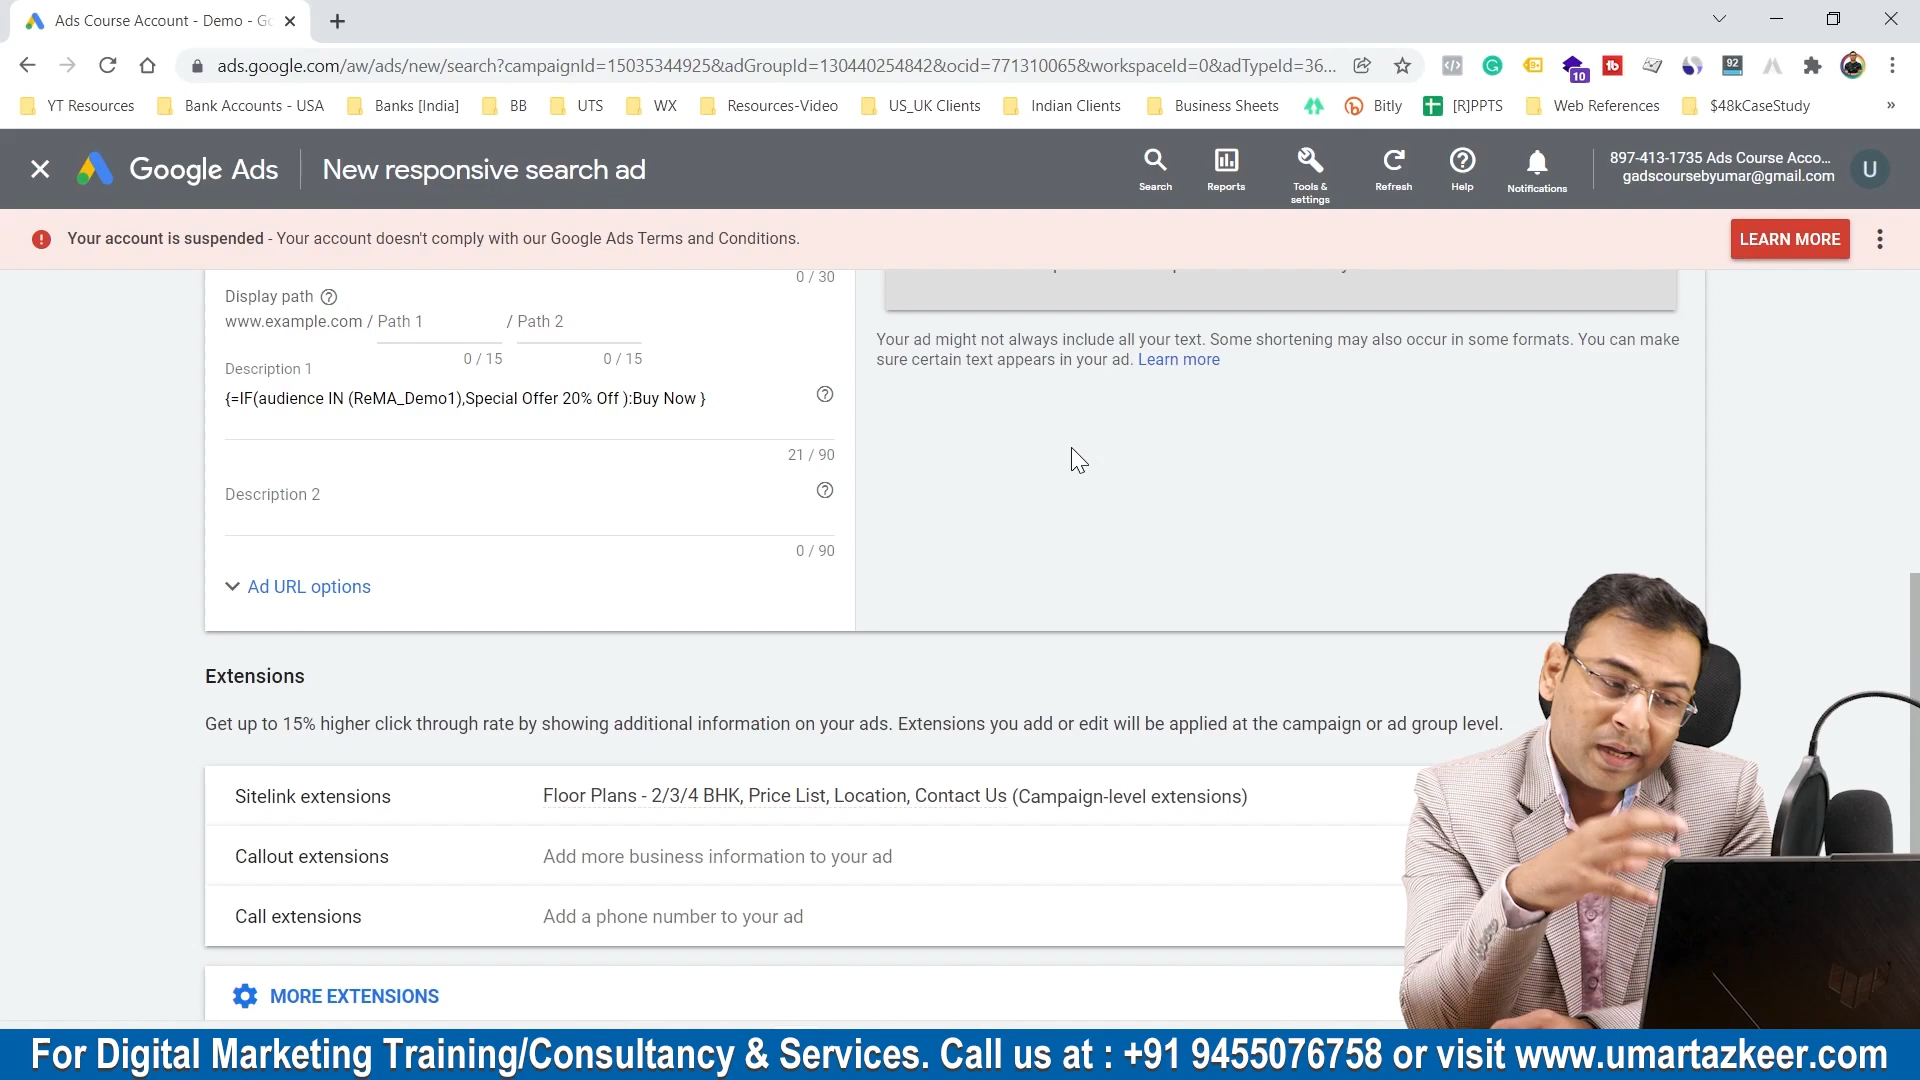 Ads Course Account - Demo - Go
ads.google.com/aw/ads/new/search?campaignId=15035344925&adGroupId=130440254842&ocid=771310065&workspaceId=0&adTypeId=36...
10
92
YT Resources
Bank Accounts - USA
Banks [India]
BB
UTS
WX
Resources-Video
US_UK Clients
Indian Clients
Business Sheets
Bitly
[R]PPTS
Web References
$48kCaseStudy
»
Google Ads
New responsive search ad
Search
Reports
Tools &
settings
Refresh
Help
Notifications
897-413-1735 Ads Course Acco...
gadscoursebyumar@gmail.com
U
Your account is suspended - Your account doesn't comply with our Google Ads Terms and Conditions.
LEARN MORE
0 / 30
Display path
www.example.com / Path 1 / Path 2
0 / 15 0 / 15
Description 1
{=IF(audience IN (ReMA_Demo1),Special Offer 20% Off ):Buy Now }
21 / 90
Description 2
0 / 90
Ad URL options
Your ad might not always include all your text. Some shortening may also occur in some formats. You can make
sure certain text appears in your ad. Learn more
Extensions
Get up to 15% higher click through rate by showing additional information on your ads. Extensions you add or edit will be applied at the campaign or ad group level.
Sitelink extensions
Floor Plans - 2/3/4 BHK, Price List, Location, Contact Us (Campaign-level extensions)
Callout extensions
Add more business information to your ad
Call extensions
Add a phone number to your ad
MORE EXTENSIONS
For Digital Marketing Training/Consultancy & Services. Call us at : +91 9455076758 or visit www.umartazkeer.com